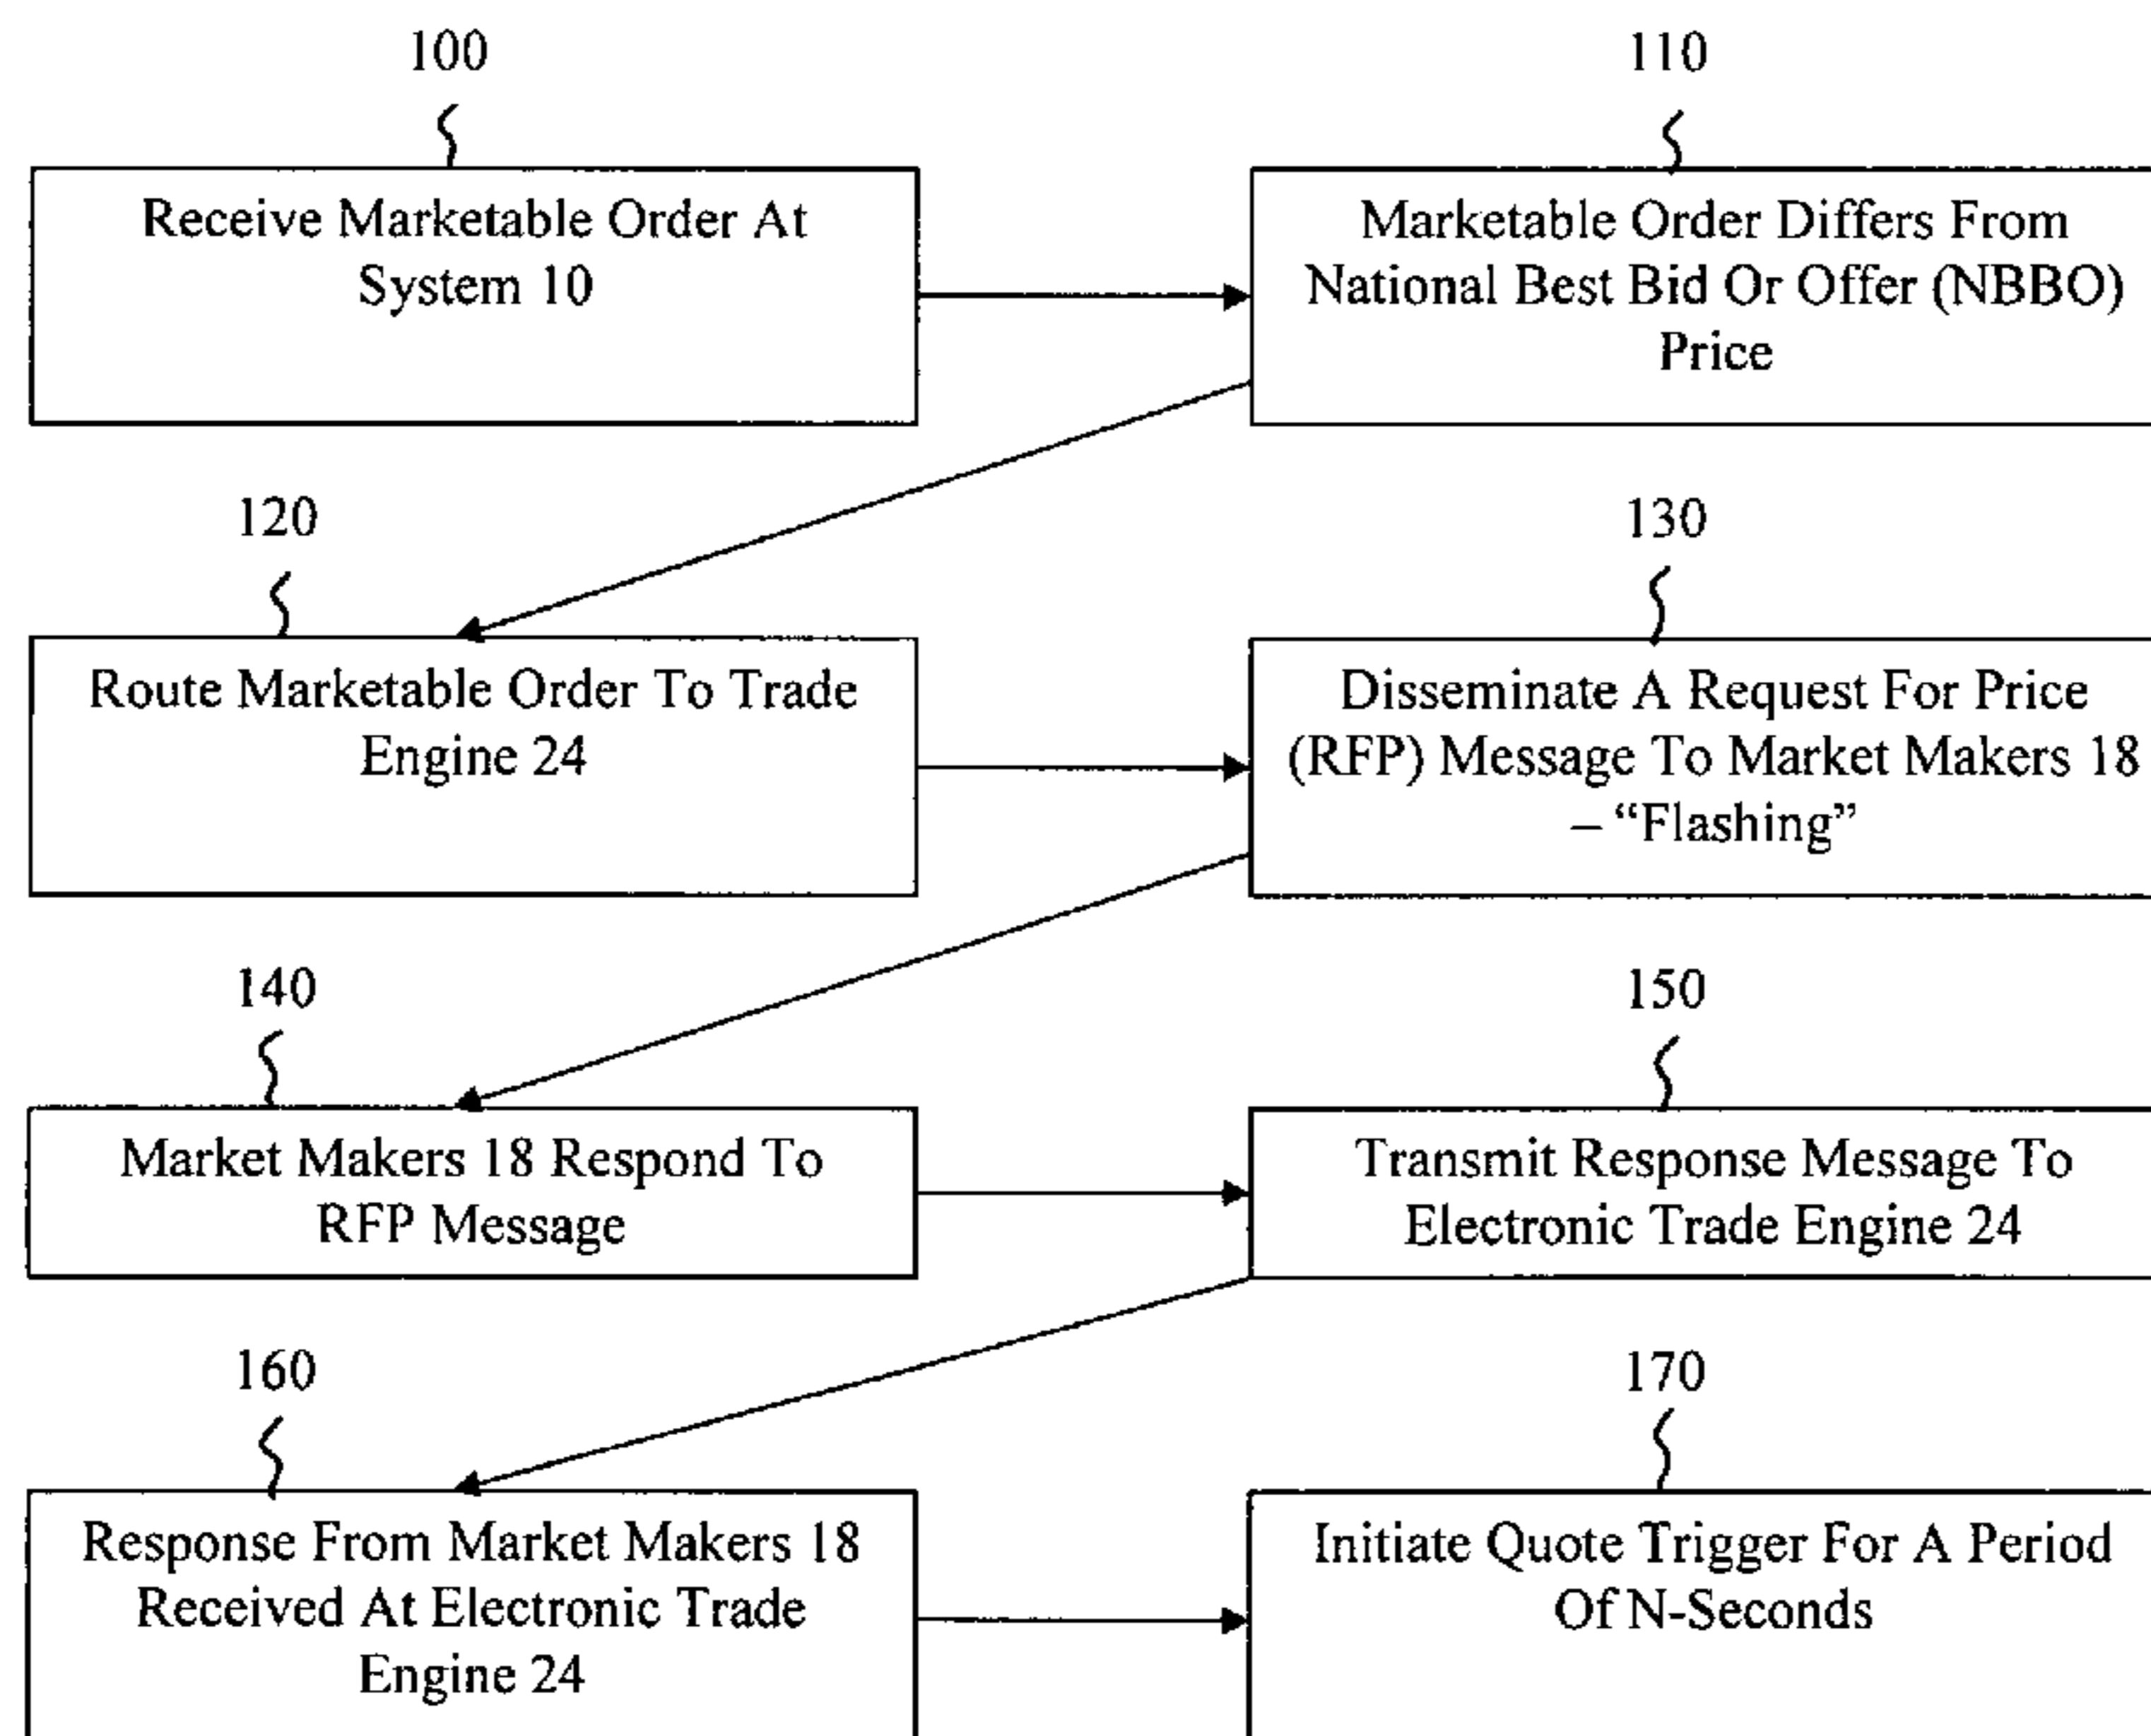 100
110
Receive Marketable Order At
System 10
Marketable Order Differs From
National Best Bid Or Offer (NBBO)
Price
120
130
Route Marketable Order To Trade
Engine 24
Disseminate A Request For Price
(RFP) Message To Market Makers 18
– “Flashing”
140
150
Market Makers 18 Respond To
RFP Message
Transmit Response Message To
Electronic Trade Engine 24
160
170
Response From Market Makers 18
Received At Electronic Trade
Engine 24
Initiate Quote Trigger For A Period
Of N-Seconds